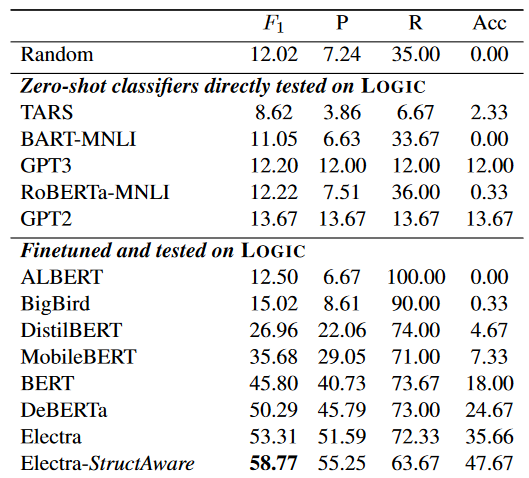 F1 P R Acc
Random 12.02 7.24 35.00 0.00
Zero-shot classifiers directly tested on LOGIC
TARS 8.62 3.86 6.67 2.33
BART-MNLI 11.05 6.63 33.67 0.00
GPT3 12.20 12.00 12.00 12.00
RoBERTa-MNLI 12.22 7.51 36.00 0.33
GPT2 13.67 13.67 13.67 13.67
Finetuned and tested on LOGIC
ALBERT 12.50 6.67 100.00 0.00
BigBird 15.02 8.61 90.00 0.33
DistilBERT 26.96 22.06 74.00 4.67
MobileBERT 35.68 29.05 71.00 7.33
BERT 45.80 40.73 73.67 18.00
DeBERTa 50.29 45.79 73.00 24.67
Electra 53.31 51.59 72.33 35.66
Electra-StructAware 58.77 55.25 63.67 47.67